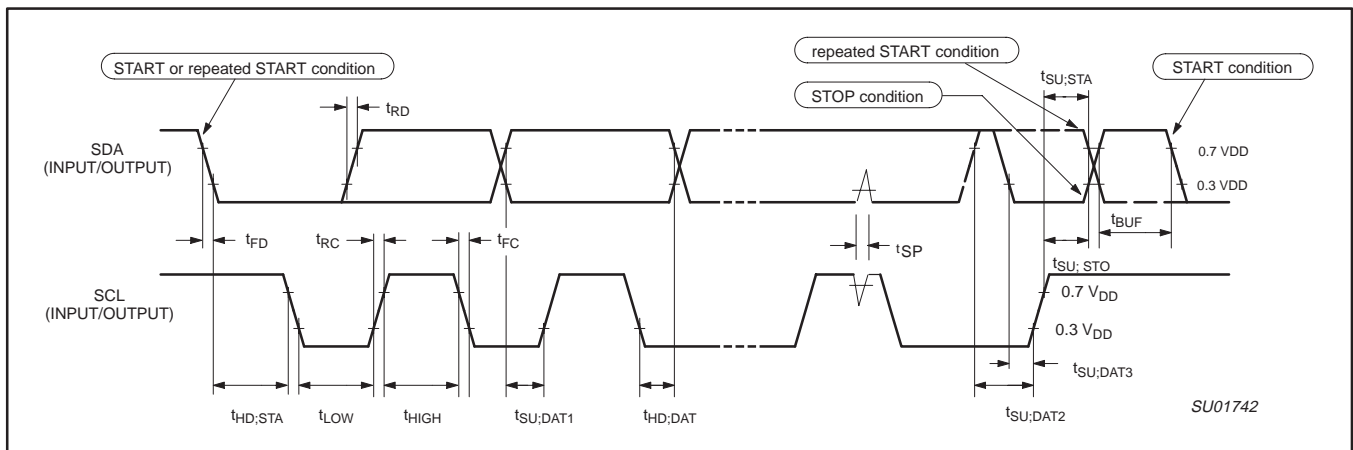 repeated START condition
START or repeated START condition
tSU;STA
START condition
STOP condition
tRD
SDA
(INPUT/OUTPUT)
0.7 VDD
0.3 VDD
tBUF
tFD
tRC
tFC
tSP
tSU; STO
SCL
(INPUT/OUTPUT)
0.7 VDD
0.3 VDD
tSU;DAT3
tHD;STA
tLOW
tHIGH
tSU;DAT1
tHD;DAT
tSU;DAT2
SU01742